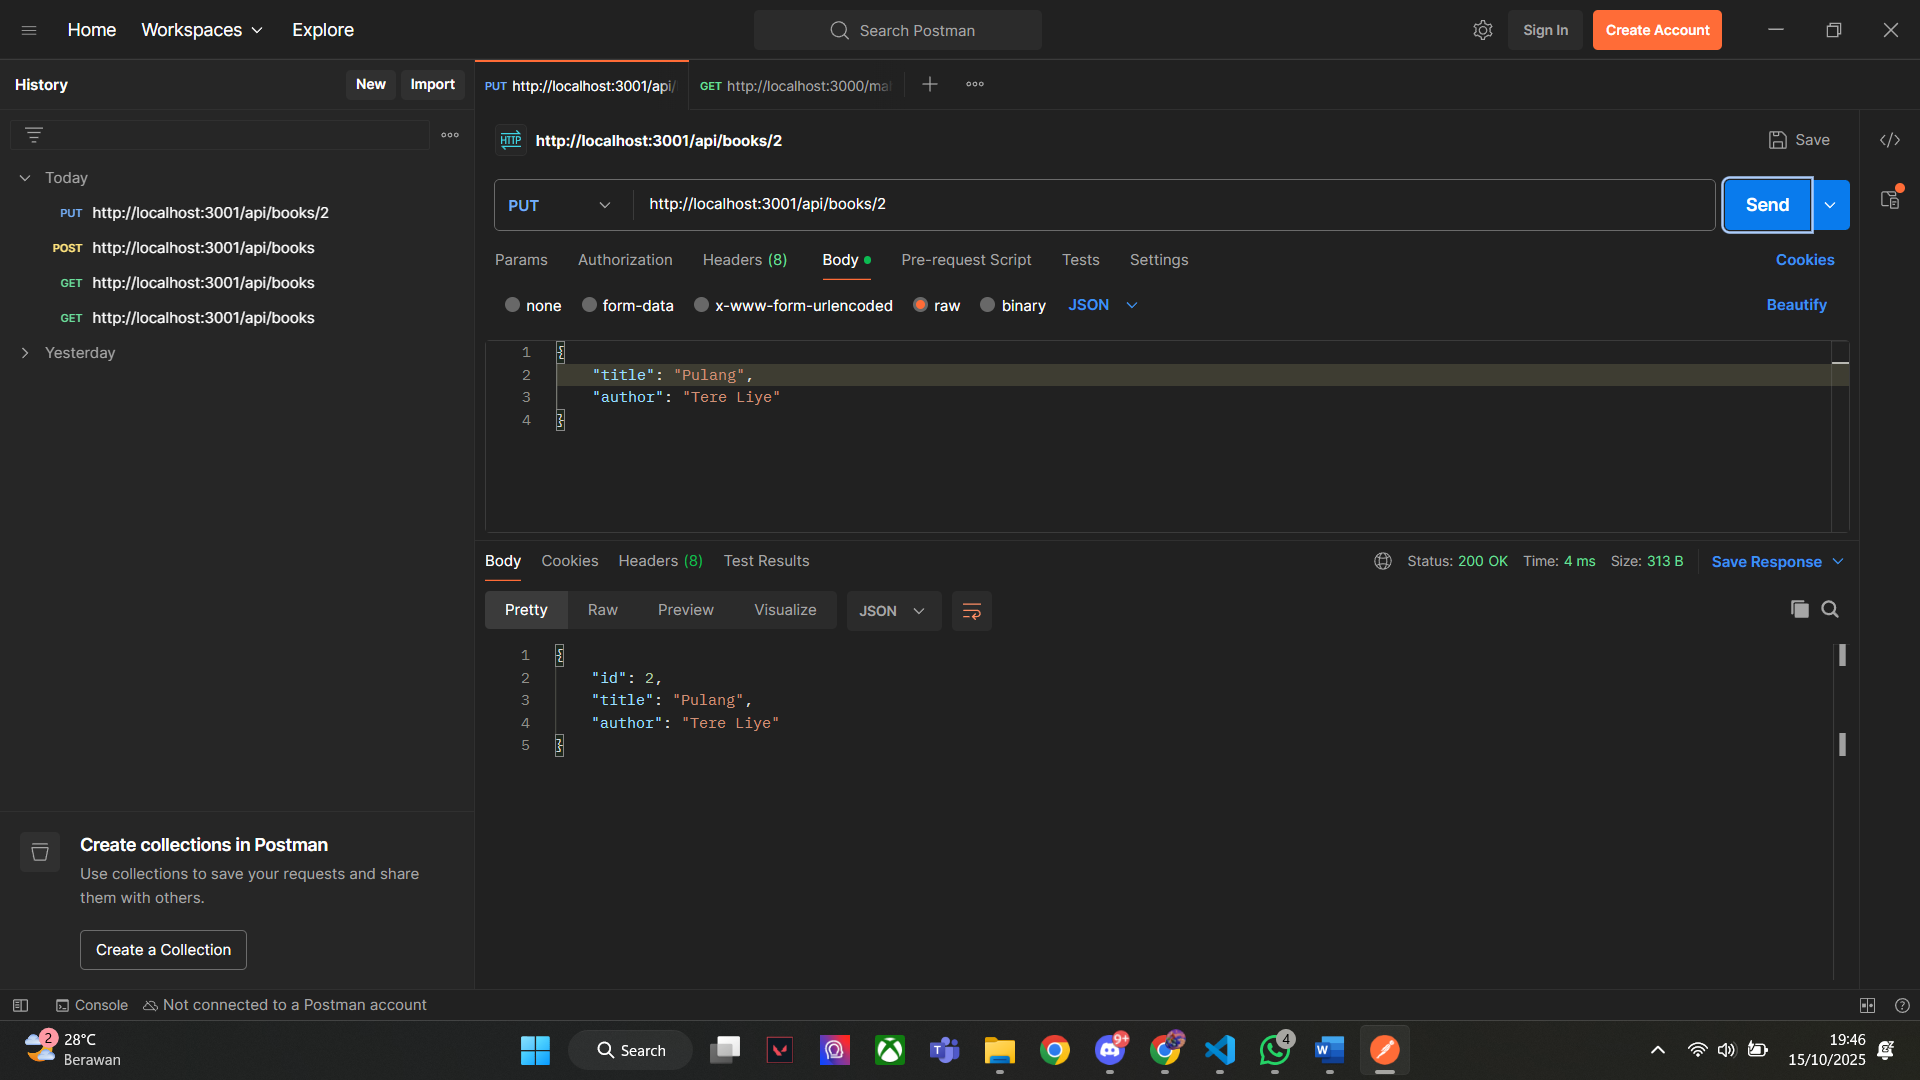 Home
Workspaces
Explore
Search Postman
Sign In
Create Account
History
New
Import
PUT http://localhost:3001/api/
GET http://localhost:3000/ma
Today
PUT http://localhost:3001/api/books/2
POST http://localhost:3001/api/books
GET http://localhost:3001/api/books
GET http://localhost:3001/api/books
Yesterday
HTTP http://localhost:3001/api/books/2
Save
PUT
http://localhost:3001/api/books/2
Send
Params
Authorization
Headers (8)
Body
Pre-request Script
Tests
Settings
Cookies
none
form-data
x-www-form-urlencoded
raw
binary
JSON
Beautify
1 {
2 "title": "Pulang",
3 "author": "Tere Liye"
4 }
Body
Cookies
Headers (8)
Test Results
Status: 200 OK
Time: 4 ms
Size: 313 B
Save Response
Pretty
Raw
Preview
Visualize
JSON
1 {
2 "id": 2,
3 "title": "Pulang",
4 "author": "Tere Liye"
5 }
Create collections in Postman
Use collections to save your requests and share
them with others.
Create a Collection
Console
Not connected to a Postman account
2
28°C
Berawan
Search
9+
4
19:46
15/10/2025